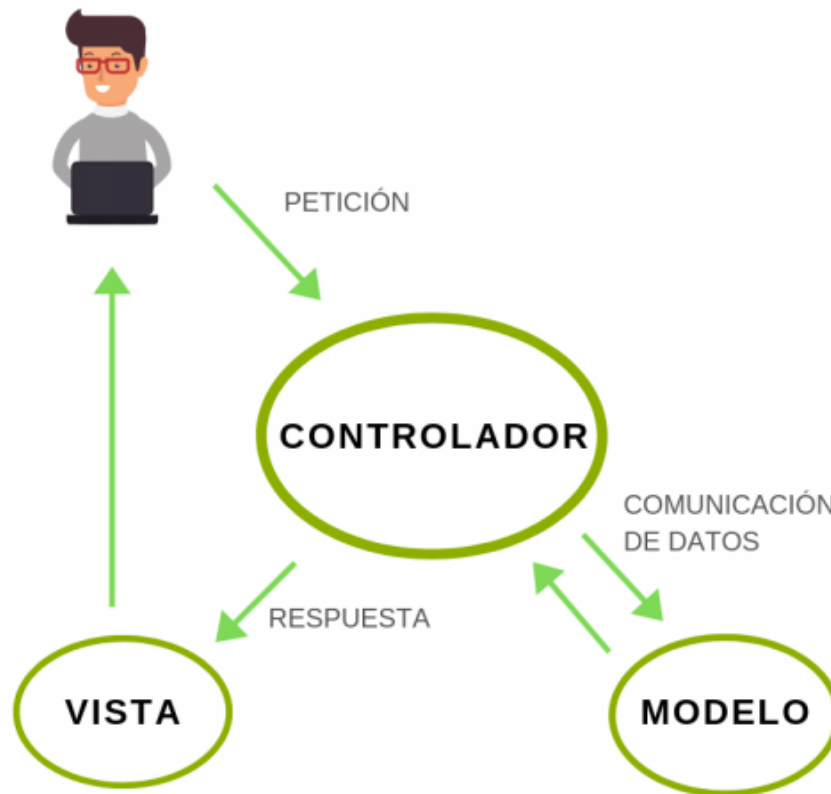 PETICIÓN
CONTROLADOR
COMUNICACIÓN
DE DATOS
RESPUESTA
VISTA
MODELO